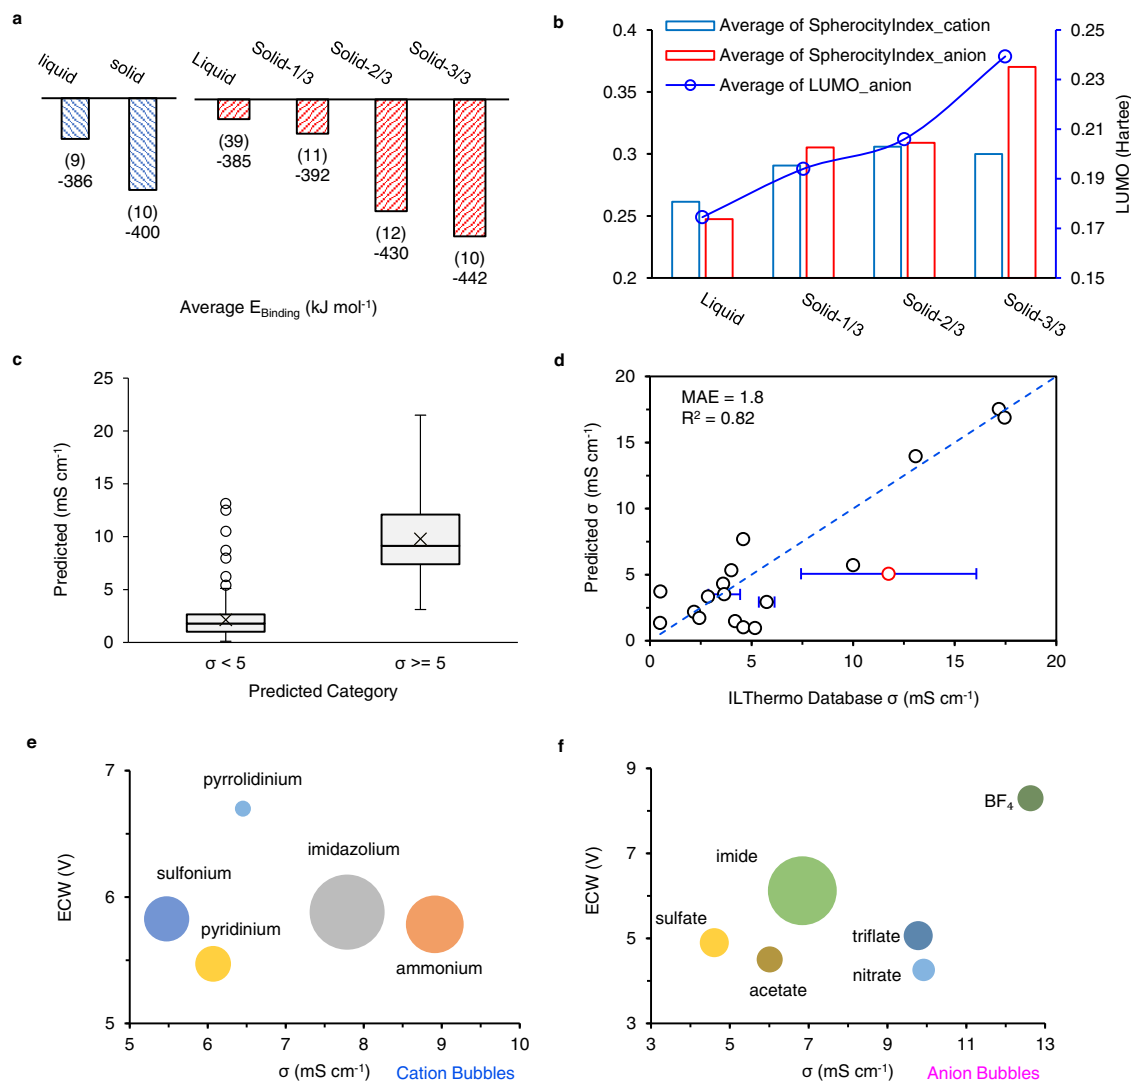 a
liquid
solid
Liquid
Solid-1/3
Solid-2/3
Solid-3/3
(9)
-386
(10)
-400
(39)
-385
(11)
-392
(12)
-430
(10)
-442
Average EBinding (kJ mol-1)
b
Average of SpherocityIndex_cation
Average of SpherocityIndex_anion
Average of LUMO_anion
0.4
0.35
0.3
0.25
0.2
0.25
0.23
0.21
0.19
0.17
0.15
LUMO (Hartee)
Liquid
Solid-1/3
Solid-2/3
Solid-3/3
c
Predicted (mS cm-1)
25
20
15
10
5
0
σ < 5
σ >= 5
Predicted Category
d
MAE = 1.8
R2 = 0.82
Predicted σ (mS cm-1)
20
15
10
5
0
0
5
10
15
20
ILThermo Database σ (mS cm-1)
e
ECW (V)
7
6
5
pyrrolidinium
imidazolium
sulfonium
pyridinium
ammonium
5
6
7
8
9
10
σ (mS cm-1)
Cation Bubbles
f
ECW (V)
9
7
5
3
BF4
imide
sulfate
triflate
nitrate
acetate
3
5
7
9
11
13
σ (mS cm-1)
Anion Bubbles